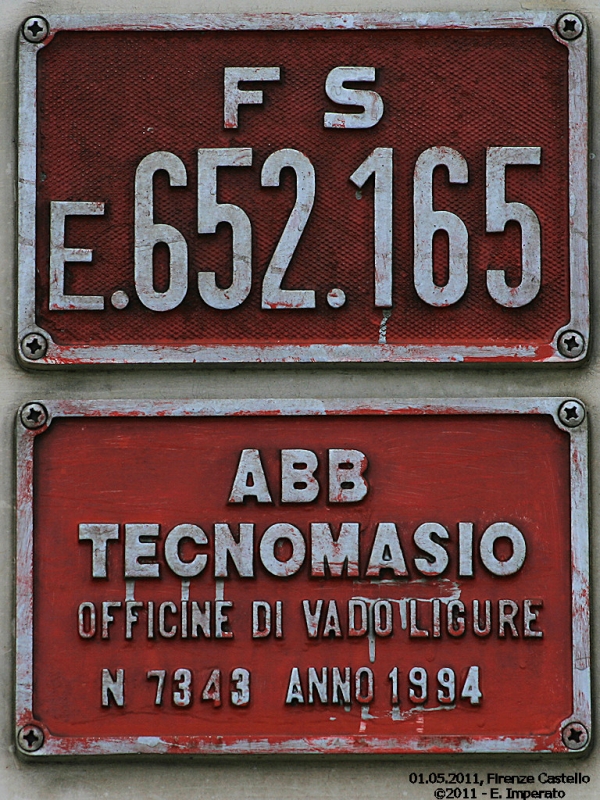 F S
E.652.165
ABB
TECNOMASIO
OFFICINE DI VADO LIGURE
N 7343 ANNO 1994
01.05.2011, Firenze Castello
©2011 - E. Imperato